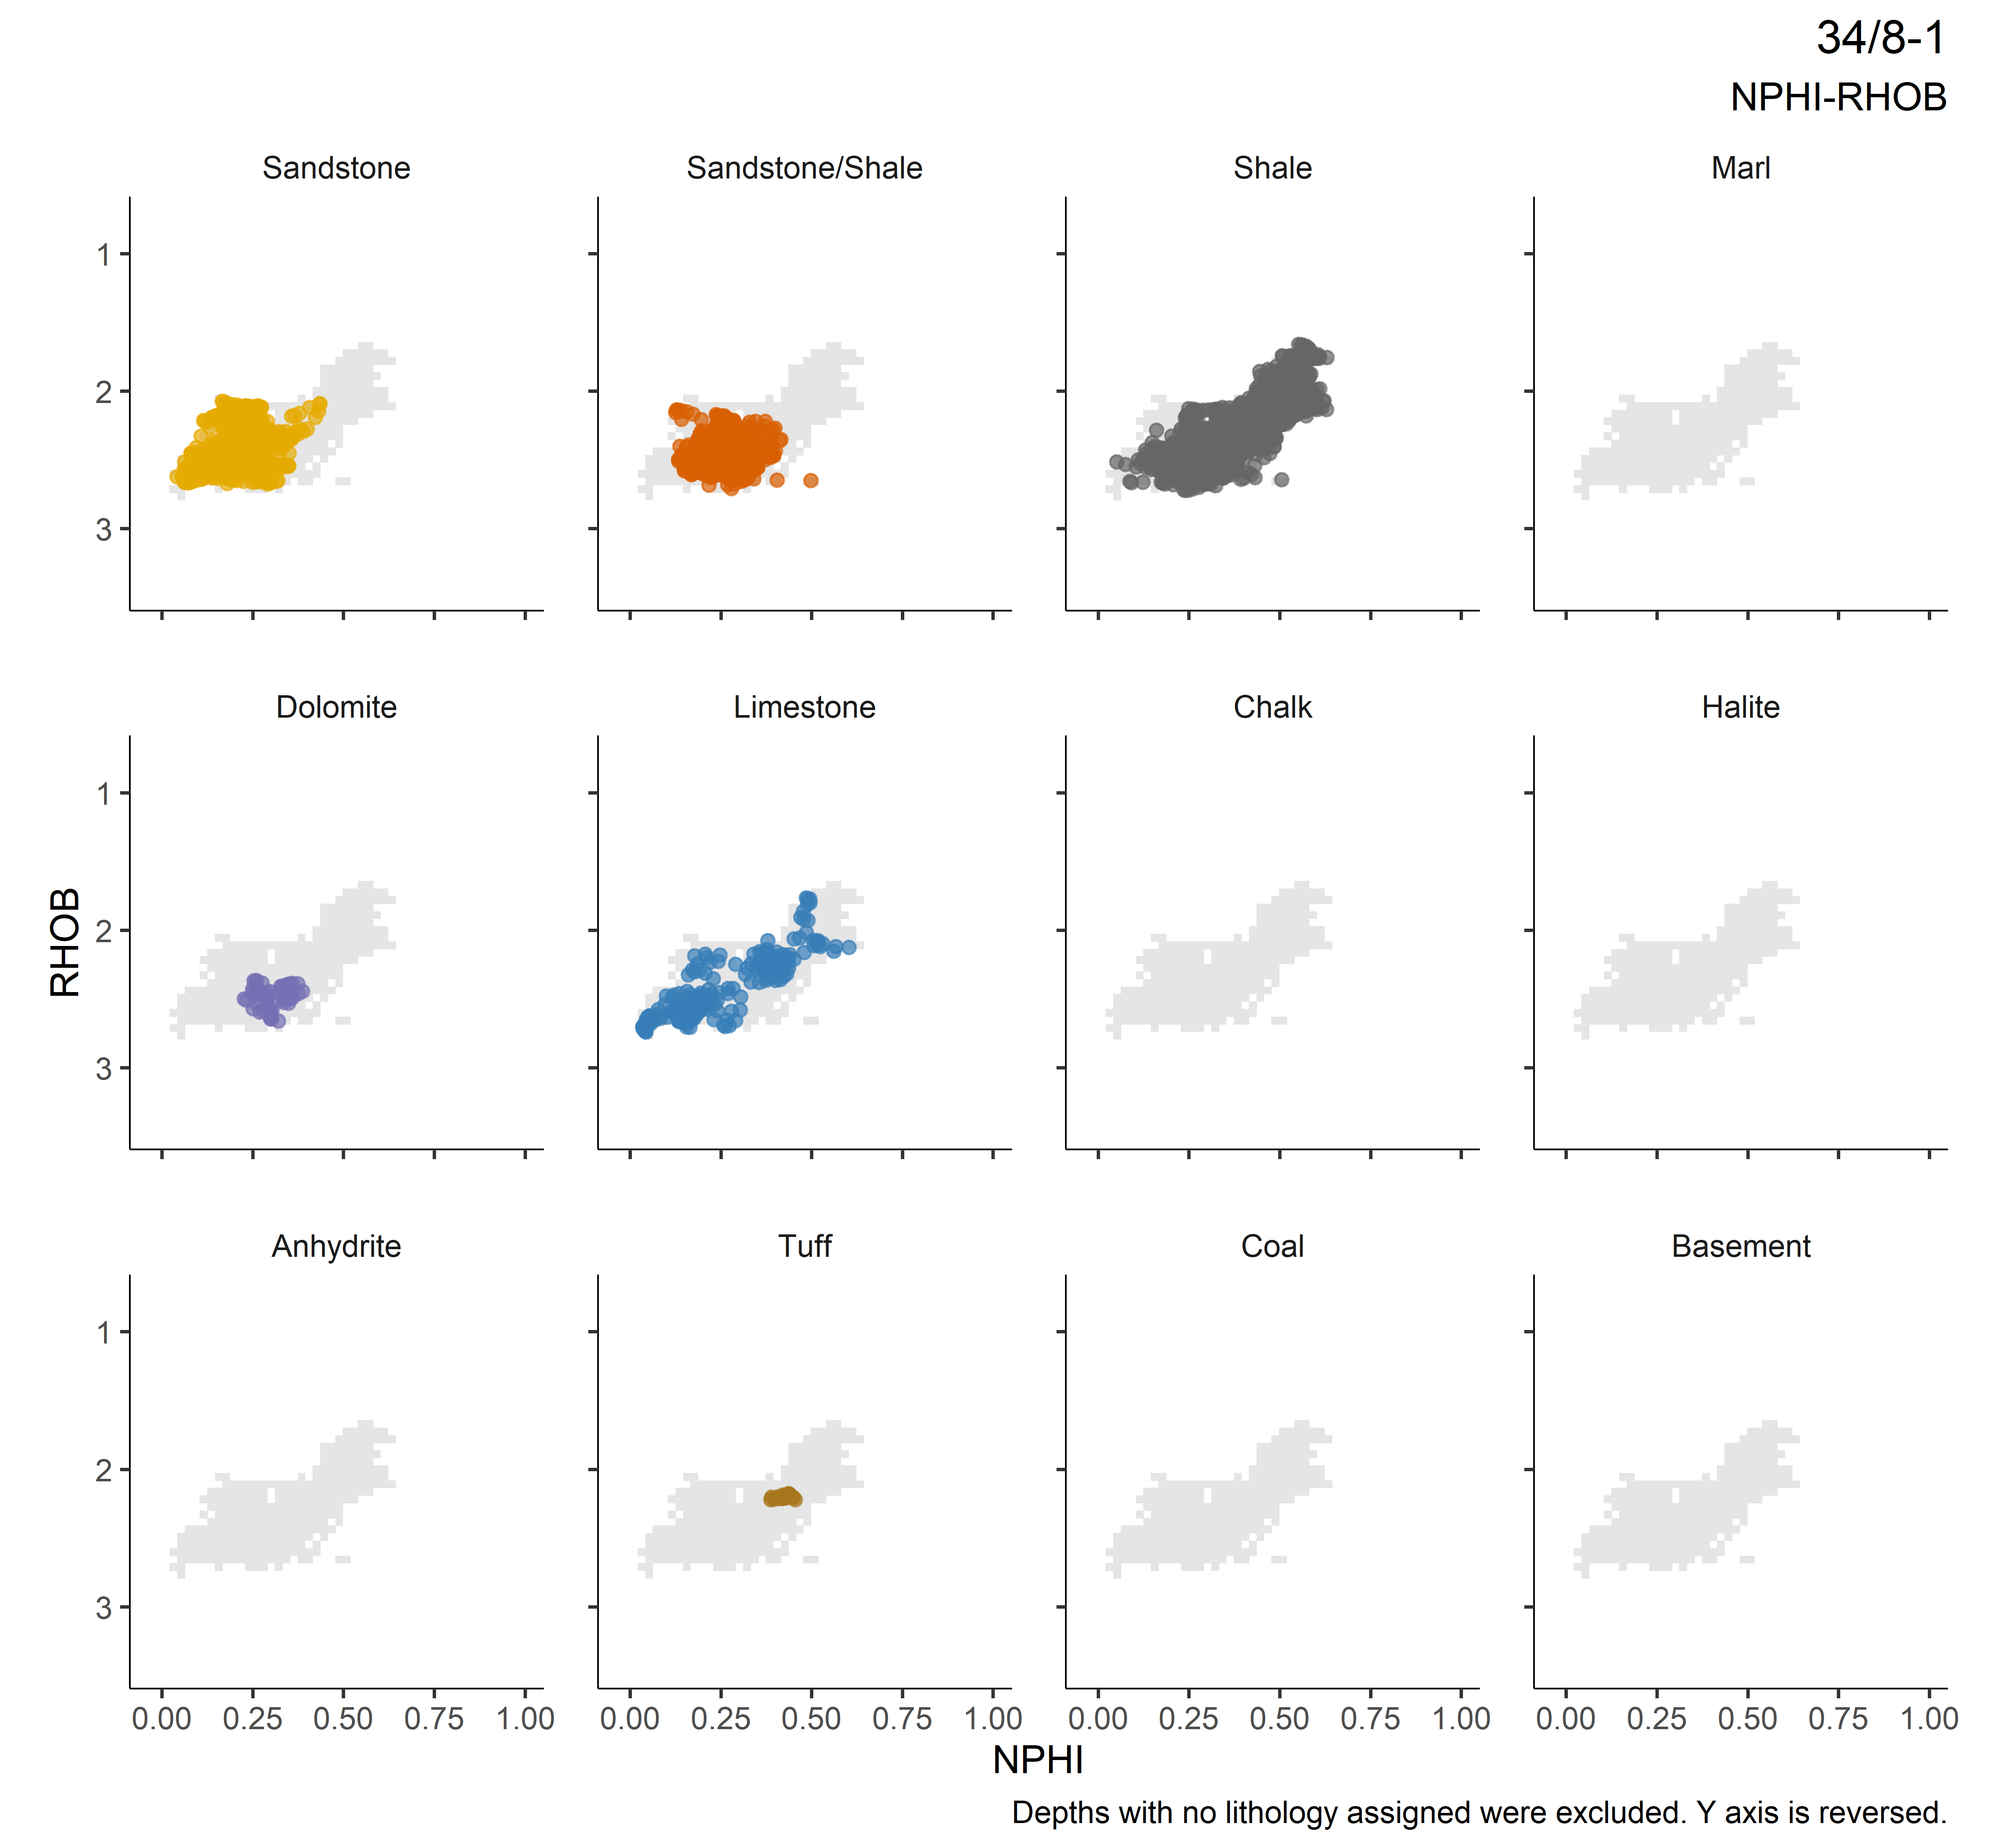 34/8-1
NPHI-RHOB
Sandstone Sandstone/Shale Shale Marl
1
2
3
Dolomite Limestone Chalk Halite
1
2
3
RHOB
Anhydrite Tuff Coal Basement
1
2
3
0.00 0.25 0.50 0.75 1.00 0.00 0.25 0.50 0.75 1.00 0.00 0.25 0.50 0.75 1.00 0.00 0.25 0.50 0.75 1.00
NPHI
Depths with no lithology assigned were excluded. Y axis is reversed.